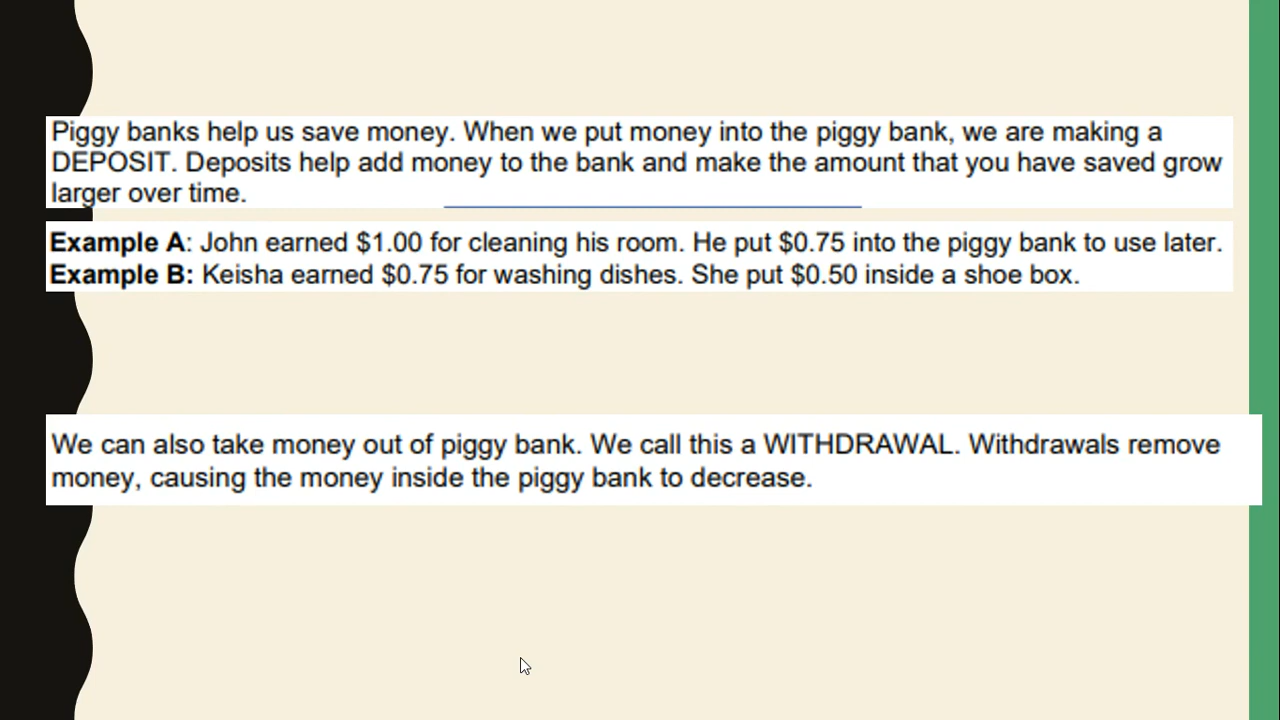 Piggy banks help us save money. When we put money into the piggy bank, we are making a
DEPOSIT. Deposits help add money to the bank and make the amount that you have saved grow
larger over time.
Example A: John earned $1.00 for cleaning his room. He put $0.75 into the piggy bank to use later.
Example B: Keisha earned $0.75 for washing dishes. She put $0.50 inside a shoe box.
We can also take money out of piggy bank. We call this a WITHDRAWAL. Withdrawals remove
money, causing the money inside the piggy bank to decrease.